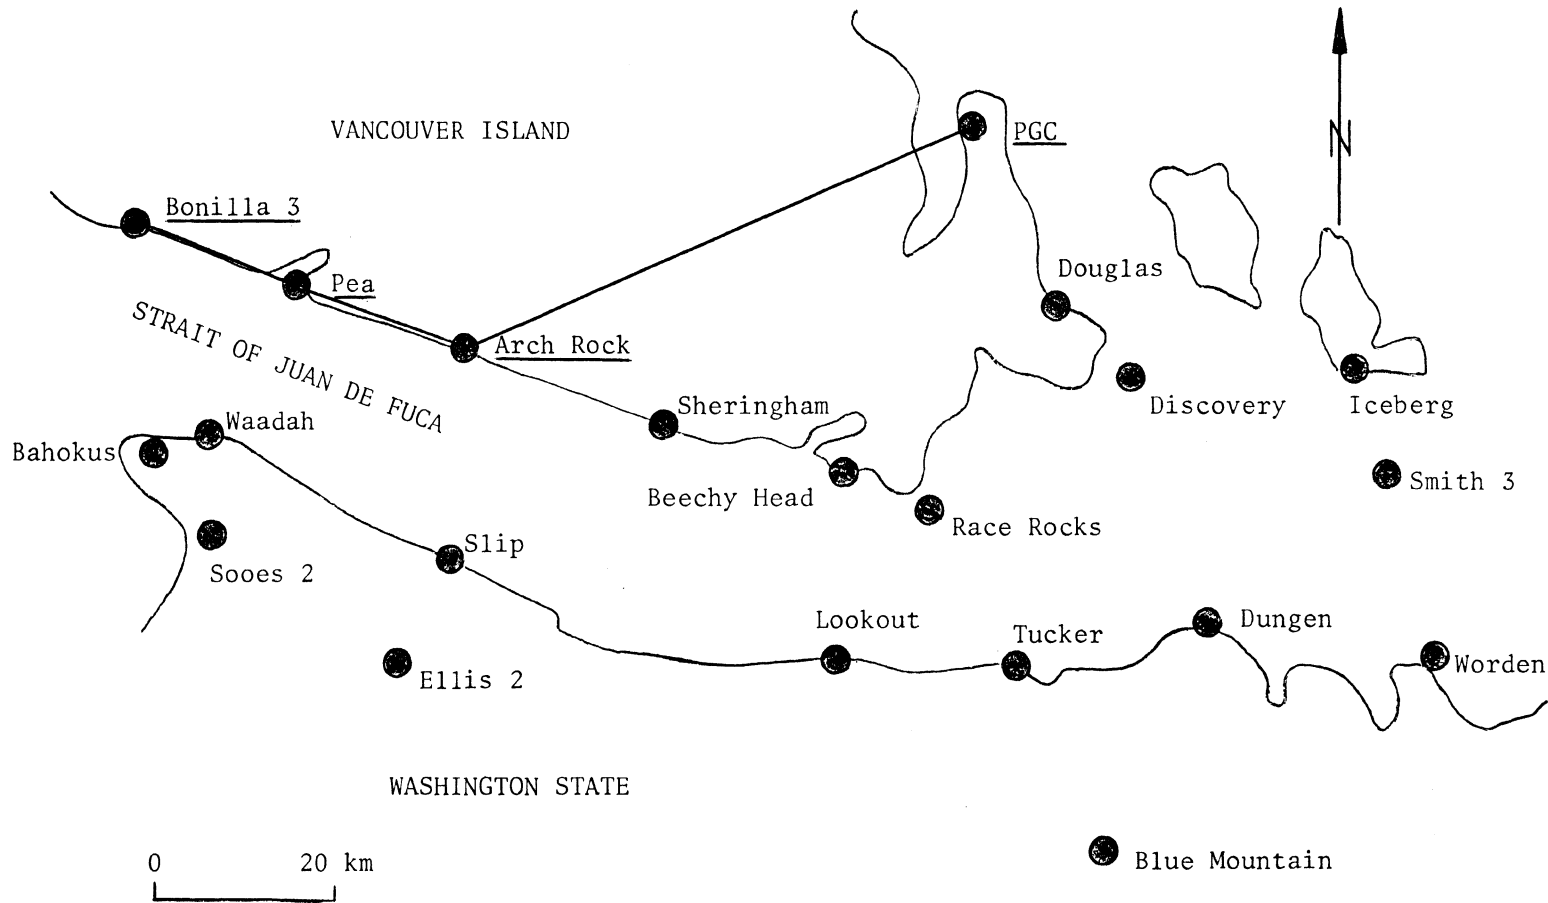 VANCOUVER ISLAND
PGC
N
Bonilla 3
Pea
Douglas
STRAIT OF JUAN DE FUCA
Arch Rock
Sheringham
Discovery
Iceberg
Waadah
Bahokus
Beechy Head
Smith 3
Race Rocks
Slip
Sooes 2
Lookout
Tucker
Dungen
Worden
Ellis 2
WASHINGTON STATE
0 20 km
Blue Mountain